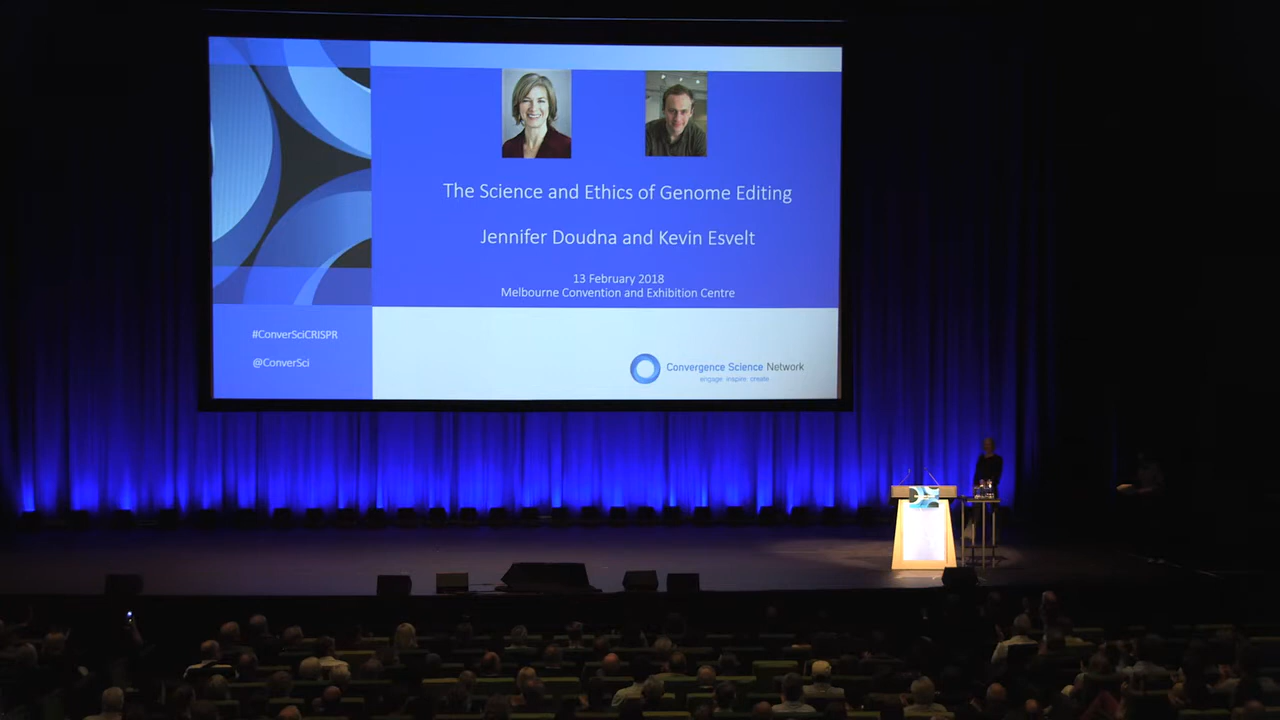 The Science and Ethics of Genome Editing
Jennifer Doudna and Kevin Esvelt
13 February 2018
Melbourne Convention and Exhibition Centre
#ConverSciCRISPR
@ConverSci
Convergence Science Network
engage inspire create